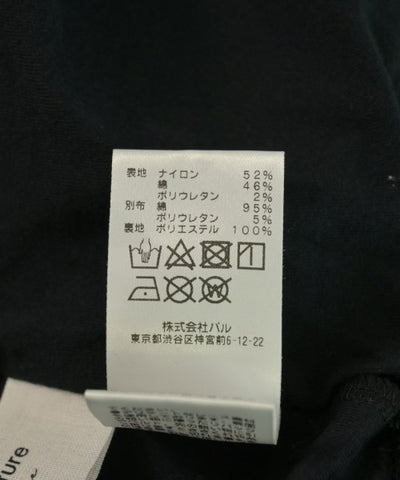 表地 ナイロン 52%
綿 46%
ポリウレタン 2%
別布 綿 95%
ポリウレタン 5%
裏地 ポリエステル 100%
W
株式会社パル
東京都渋谷区神宮前6-12-22
ure